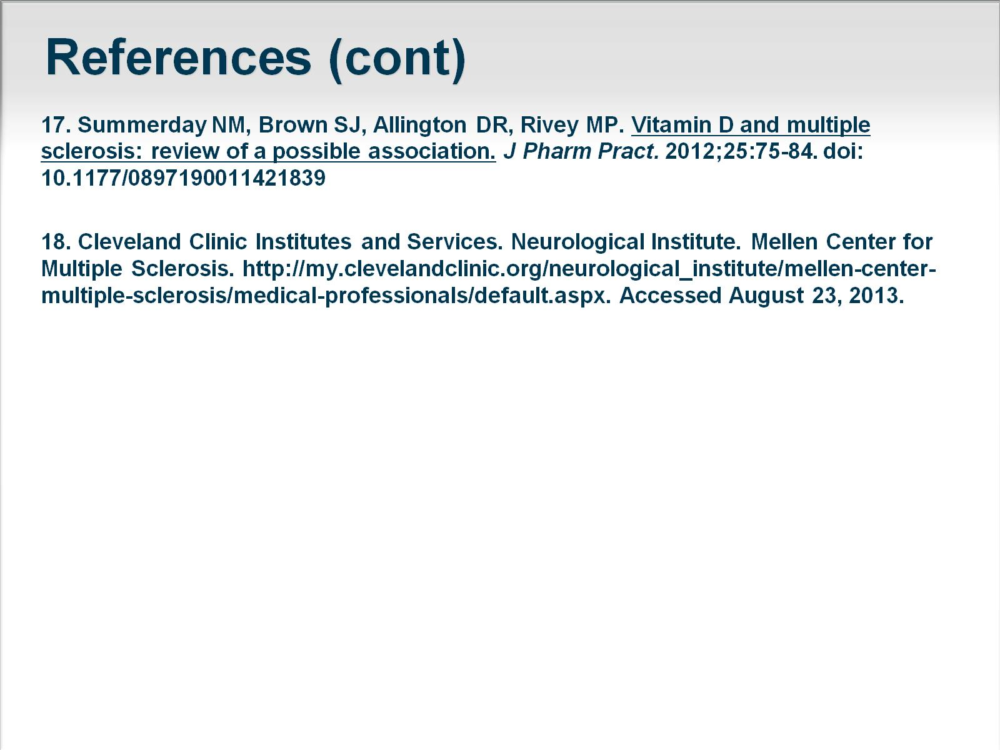 References (cont)
17. Summerday NM, Brown SJ, Allington DR, Rivey MP. Vitamin D and multiple
sclerosis: review of a possible association. J Pharm Pract. 2012;25:75-84. doi:
10.1177/0897190011421839
18. Cleveland Clinic Institutes and Services. Neurological Institute. Mellen Center for
Multiple Sclerosis. http://my.clevelandclinic.org/neurological_institute/mellen-center-
multiple-sclerosis/medical-professionals/default.aspx. Accessed August 23, 2013.